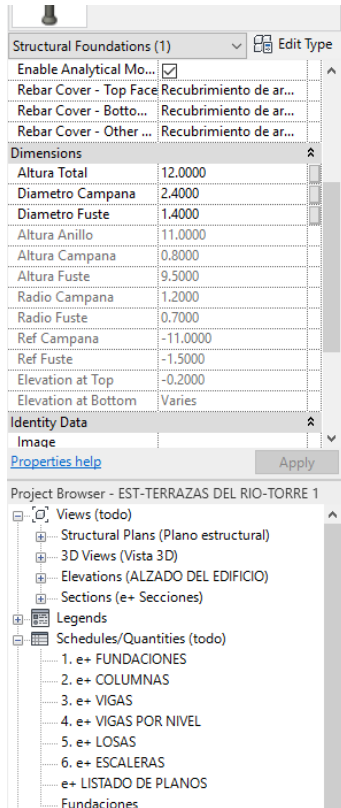 Structural Foundations (1) Edit Type
Enable Analytical Mo...
Rebar Cover - Top Face Recubrimiento de ar...
Rebar Cover - Botto... Recubrimiento de ar...
Rebar Cover - Other ... Recubrimiento de ar...
Dimensions
Altura Total 12.0000
Diametro Campana 2.4000
Diametro Fuste 1.4000
Altura Anillo 11.0000
Altura Campana 0.8000
Altura Fuste 9.5000
Radio Campana 1.2000
Radio Fuste 0.7000
Ref Campana -11.0000
Ref Fuste -1.5000
Elevation at Top -0.2000
Elevation at Bottom Varies
Identity Data
Image
Properties help Apply
Project Browser - EST-TERRAZAS DEL RIO-TORRE 1
Views (todo)
Structural Plans (Plano estructural)
3D Views (Vista 3D)
Elevations (ALZADO DEL EDIFICIO)
Sections (e+ Secciones)
Legends
Schedules/Quantities (todo)
1. e+ FUNDACIONES
2. e+ COLUMNAS
3. e+ VIGAS
4. e+ VIGAS POR NIVEL
5. e+ LOSAS
6. e+ ESCALERAS
e+ LISTADO DE PLANOS
Fundaciones